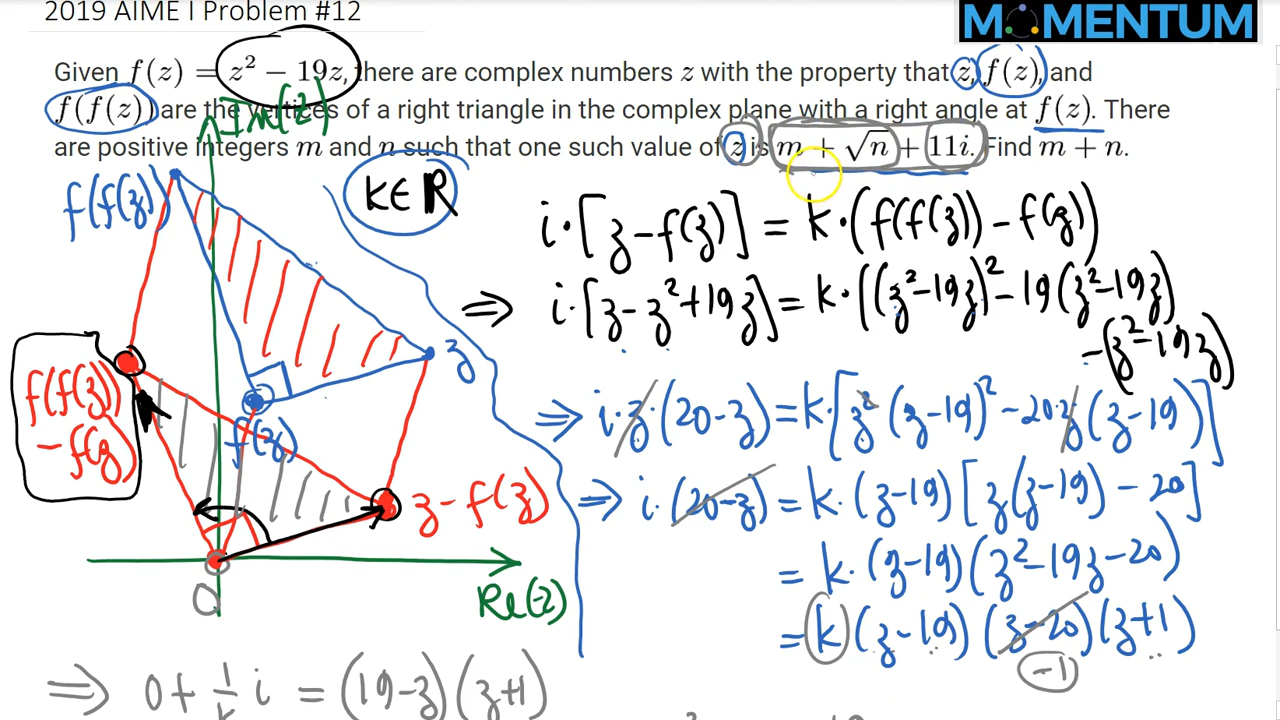 2019 AIME I Problem #12
MOMENTUM
Given f(z) = z² − 19z, there are complex numbers z with the property that z, f(z), and
f(f(z)) are the vertices of a right triangle in the complex plane with a right angle at f(z). There
are positive integers m and n such that one such value of z is m + √n + 11i. Find m + n.
Im(z)
f(f(z))
k∈ℝ
z
f(z)
f(f(z))
− f(z)
z − f(z)
0
Re(z)
i·[z − f(z)] = k·(f(f(z)) − f(z))
⇒ i·[z − z² + 19z] = k·((z² − 19z)² − 19(z² − 19z)
− (z² − 19z))
⇒ i·z·(20 − z) = k·[z²(z − 19)² − 20·z(z − 19)]
⇒ i·(20 − z) = k·(z − 19)[z(z − 19) − 20]
= k·(z − 19)(z² − 19z − 20)
= k(z − 19)(z − 20)(z + 1)
−1
⇒ 0 + 1/k i = (19 − z)(z + 1)